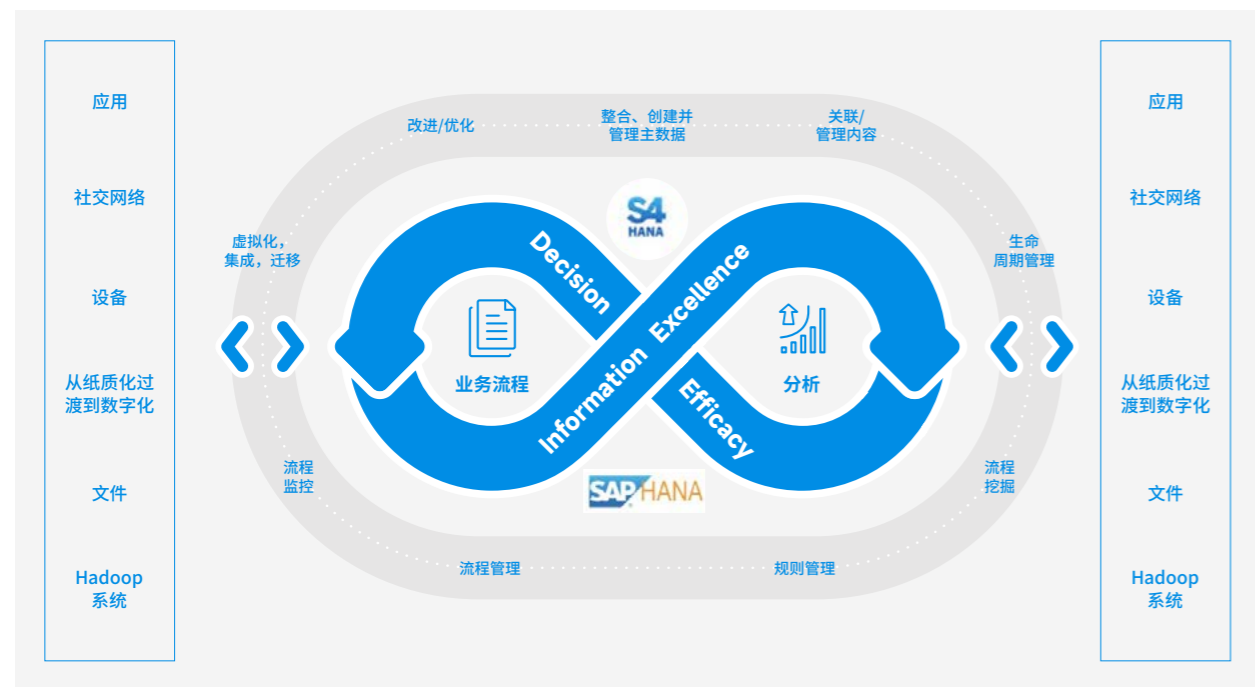 应用
社交网络
设备
从纸质化过
渡到数字化
文件
Hadoop
系统
改进/优化
整合、创建并
管理主数据
关联/
管理内容
虚拟化，
集成，迁移
生命
周期管理
S4
HANA
Decision
Information Excellence
Efficacy
业务流程
分析
SAP HANA
流程
监控
流程
挖掘
流程管理
规则管理
应用
社交网络
设备
从纸质化过
渡到数字化
文件
Hadoop
系统